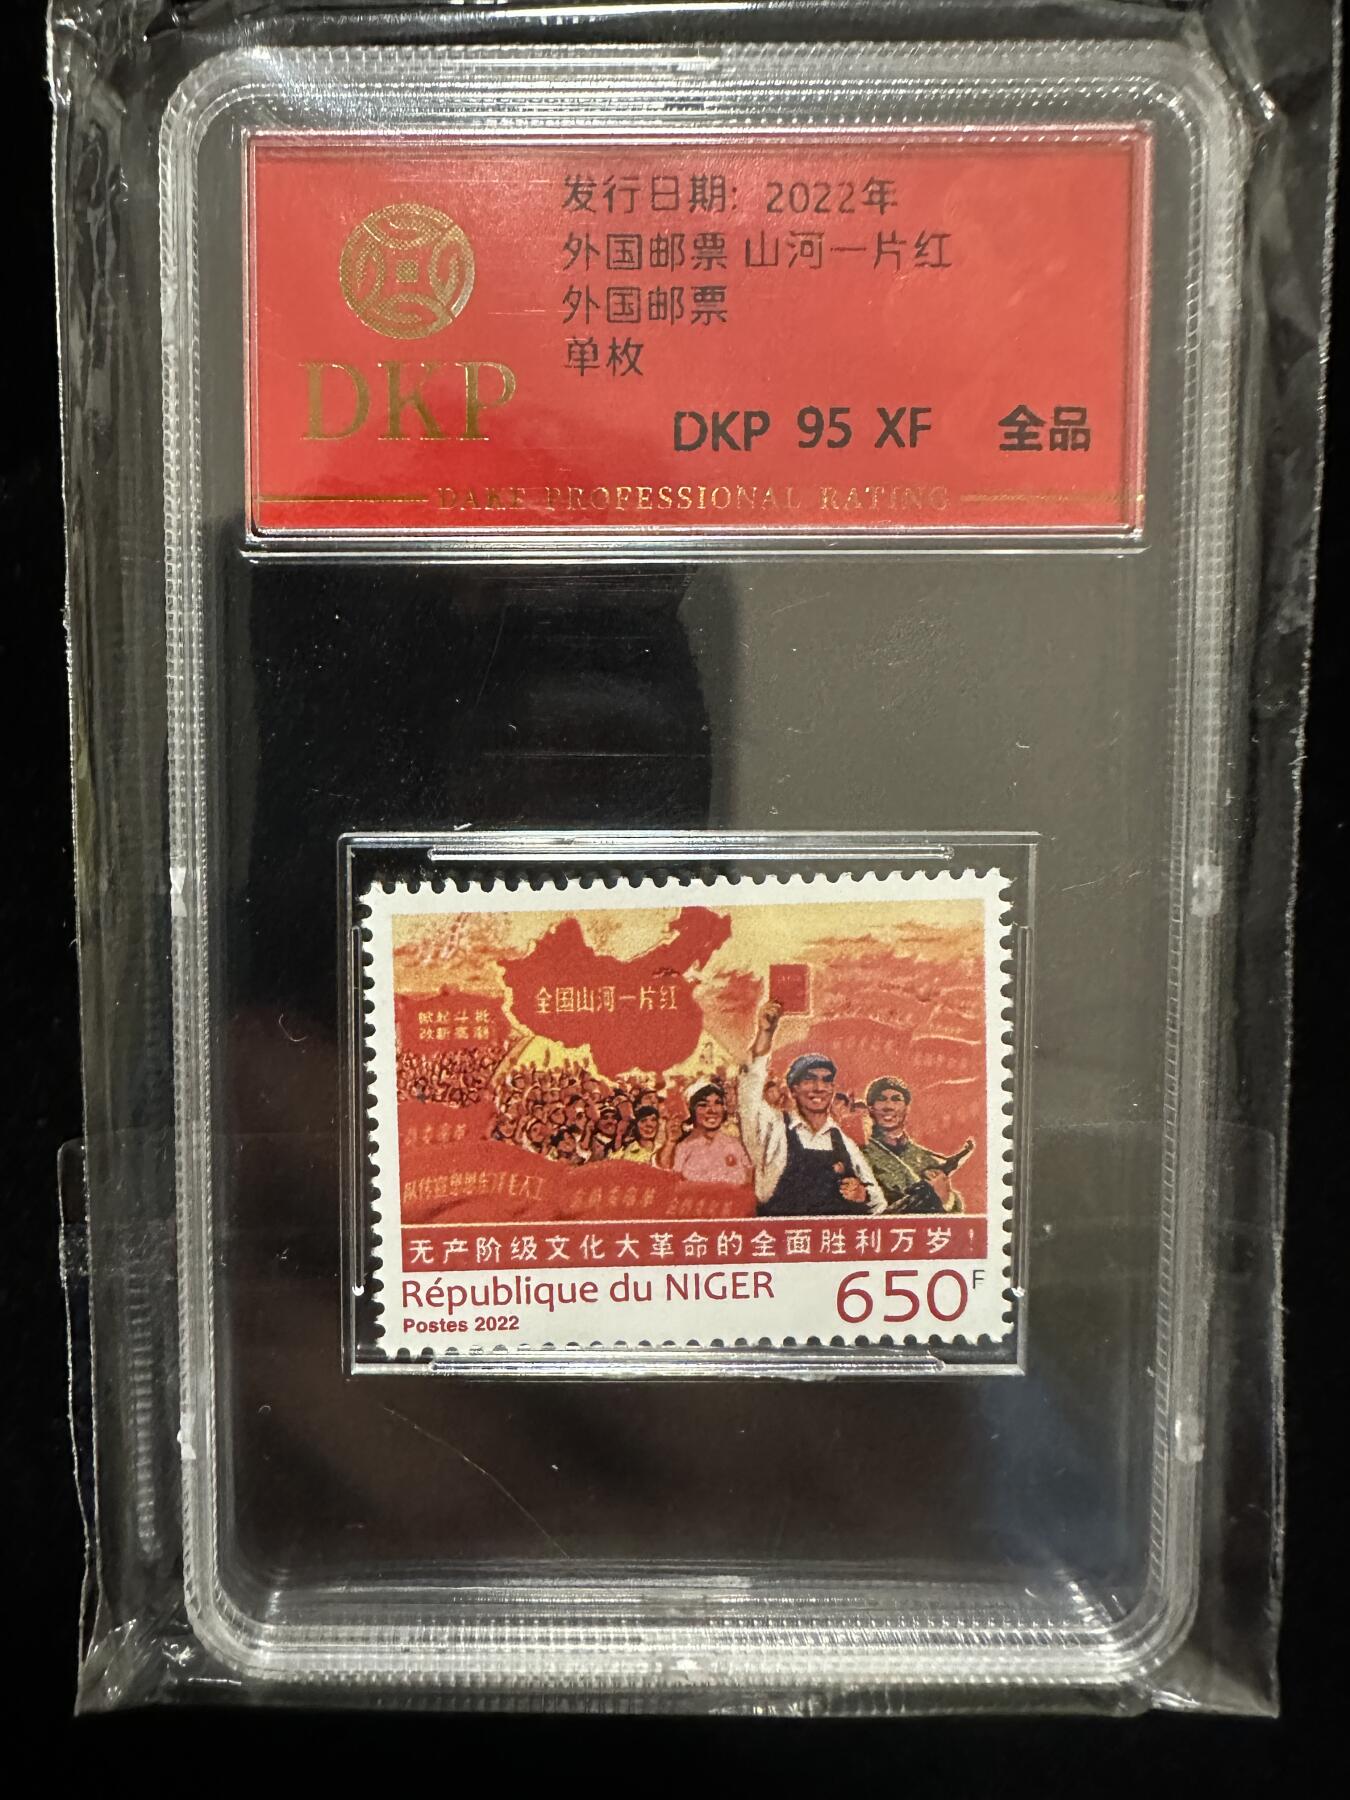 发行日期: 2022年
外国邮票 山河一片红
外国邮票
单枚
DKP
DKP 95 XF 全品
DAKE PROFESSIONAL RATING
全国山河一片红
无产阶级文化大革命的全面胜利万岁!
République du NIGER
650F
Postes 2022